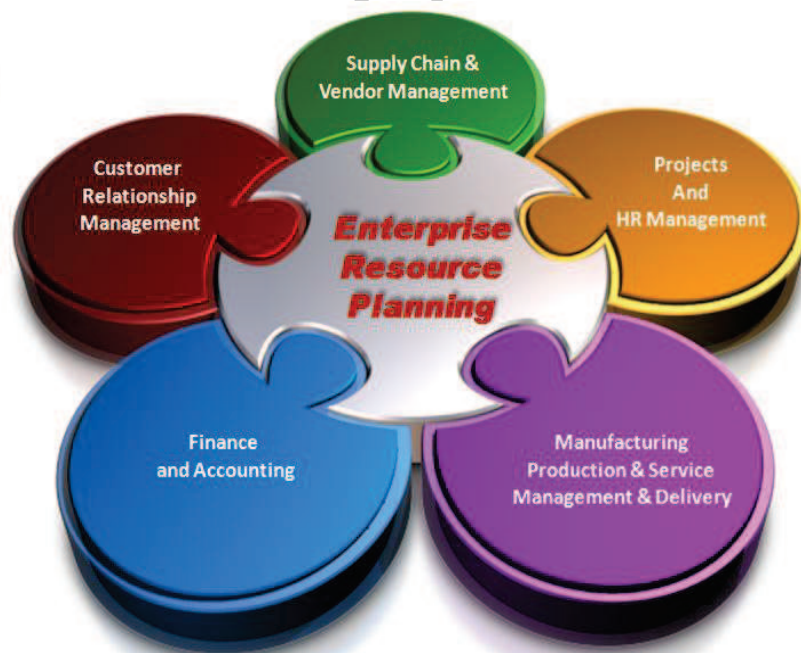 Supply Chain &
Vendor Management
Customer
Relationship
Management
Projects
And
HR Management
Enterprise
Resource
Planning
Finance
and Accounting
Manufacturing
Production & Service
Management & Delivery